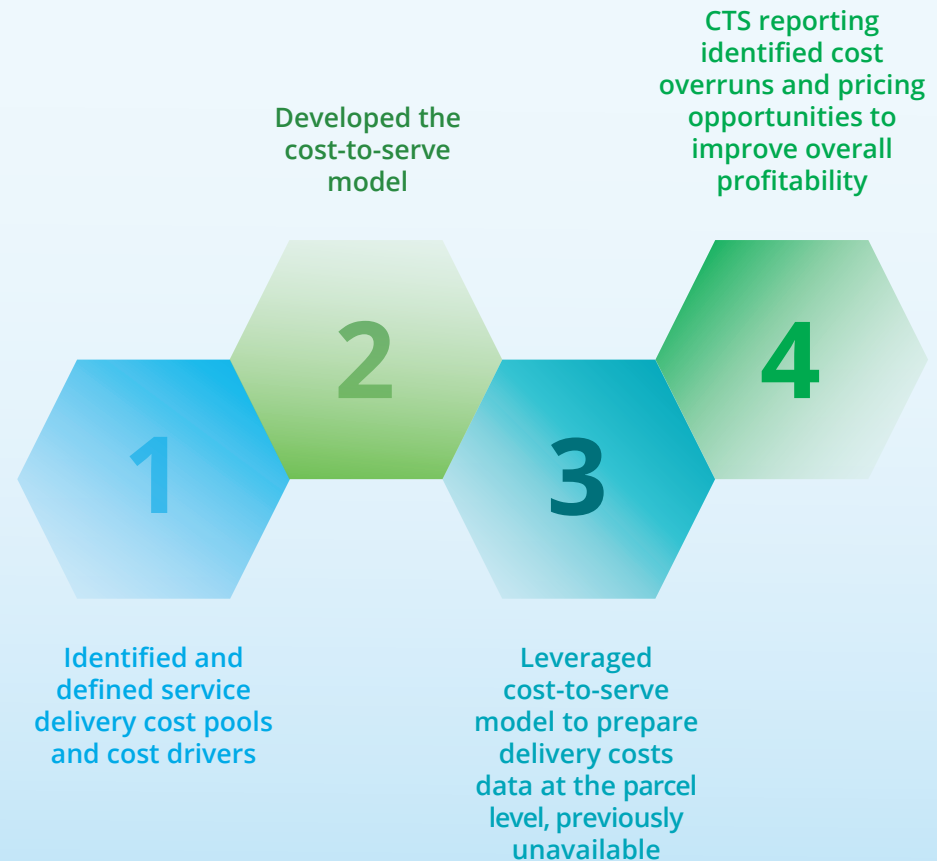 1
Identified and
defined service
delivery cost pools
and cost drivers
Developed the
cost-to-serve
model
2
3
Leveraged
cost-to-serve
model to prepare
delivery costs
data at the parcel
level, previously
unavailable
CTS reporting
identified cost
overruns and pricing
opportunities to
improve overall
profitability
4